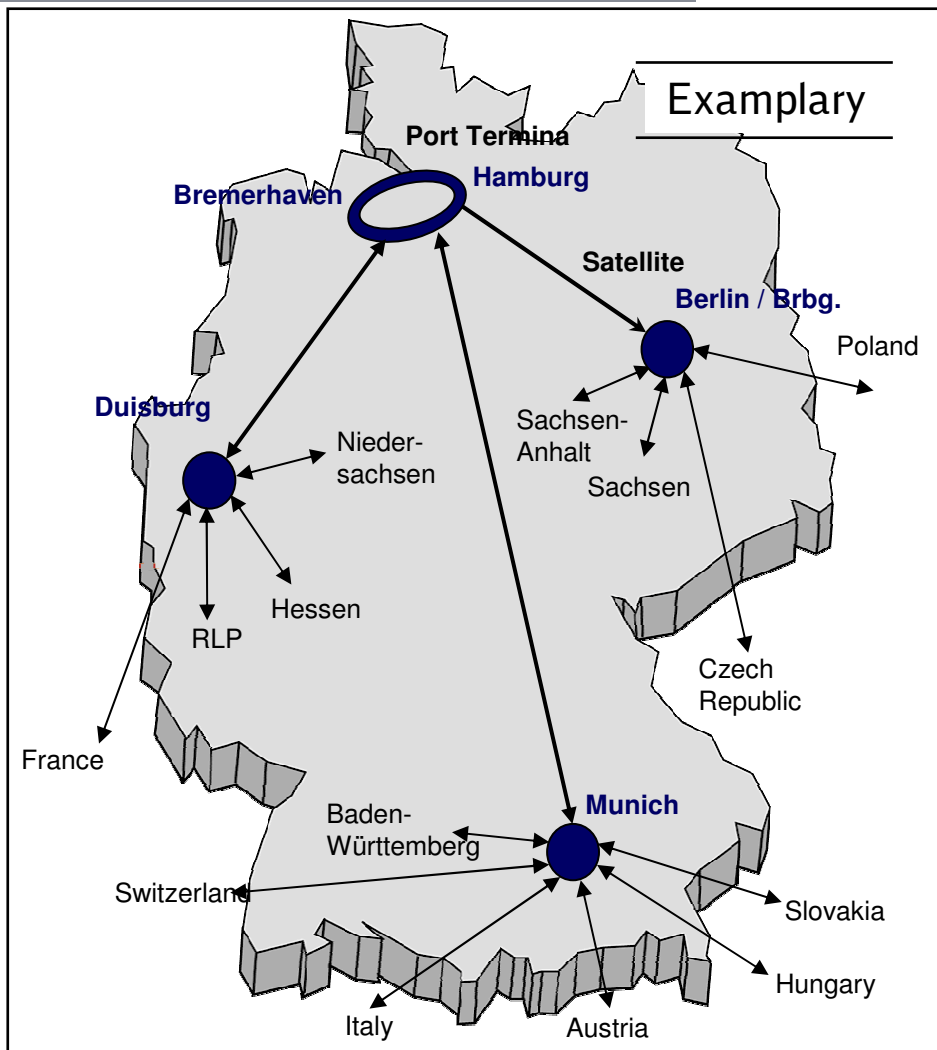 Examplary
Port Termina
Hamburg
Bremerhaven
Satellite
Berlin / Brbg.
Poland
Duisburg
Sachsen-
Anhalt
Nieder-
sachsen
Sachsen
Hessen
RLP
Czech
Republic
France
Munich
Baden-
Württemberg
Switzerland
Slovakia
Hungary
Italy
Austria